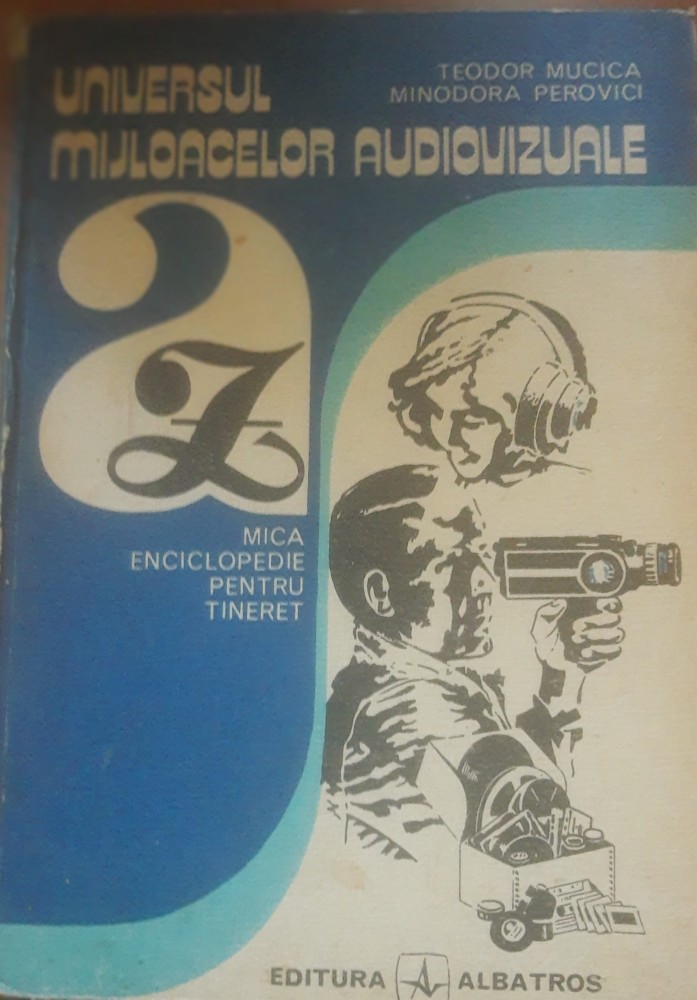 TEODOR MUCICA
MINODORA PEROVICI
UNIVERSUL
MIJLOACELOR AUDIOVIZUALE
a
Z
MICA
ENCICLOPEDIE
PENTRU
TINERET
EDITURA ALBATROS